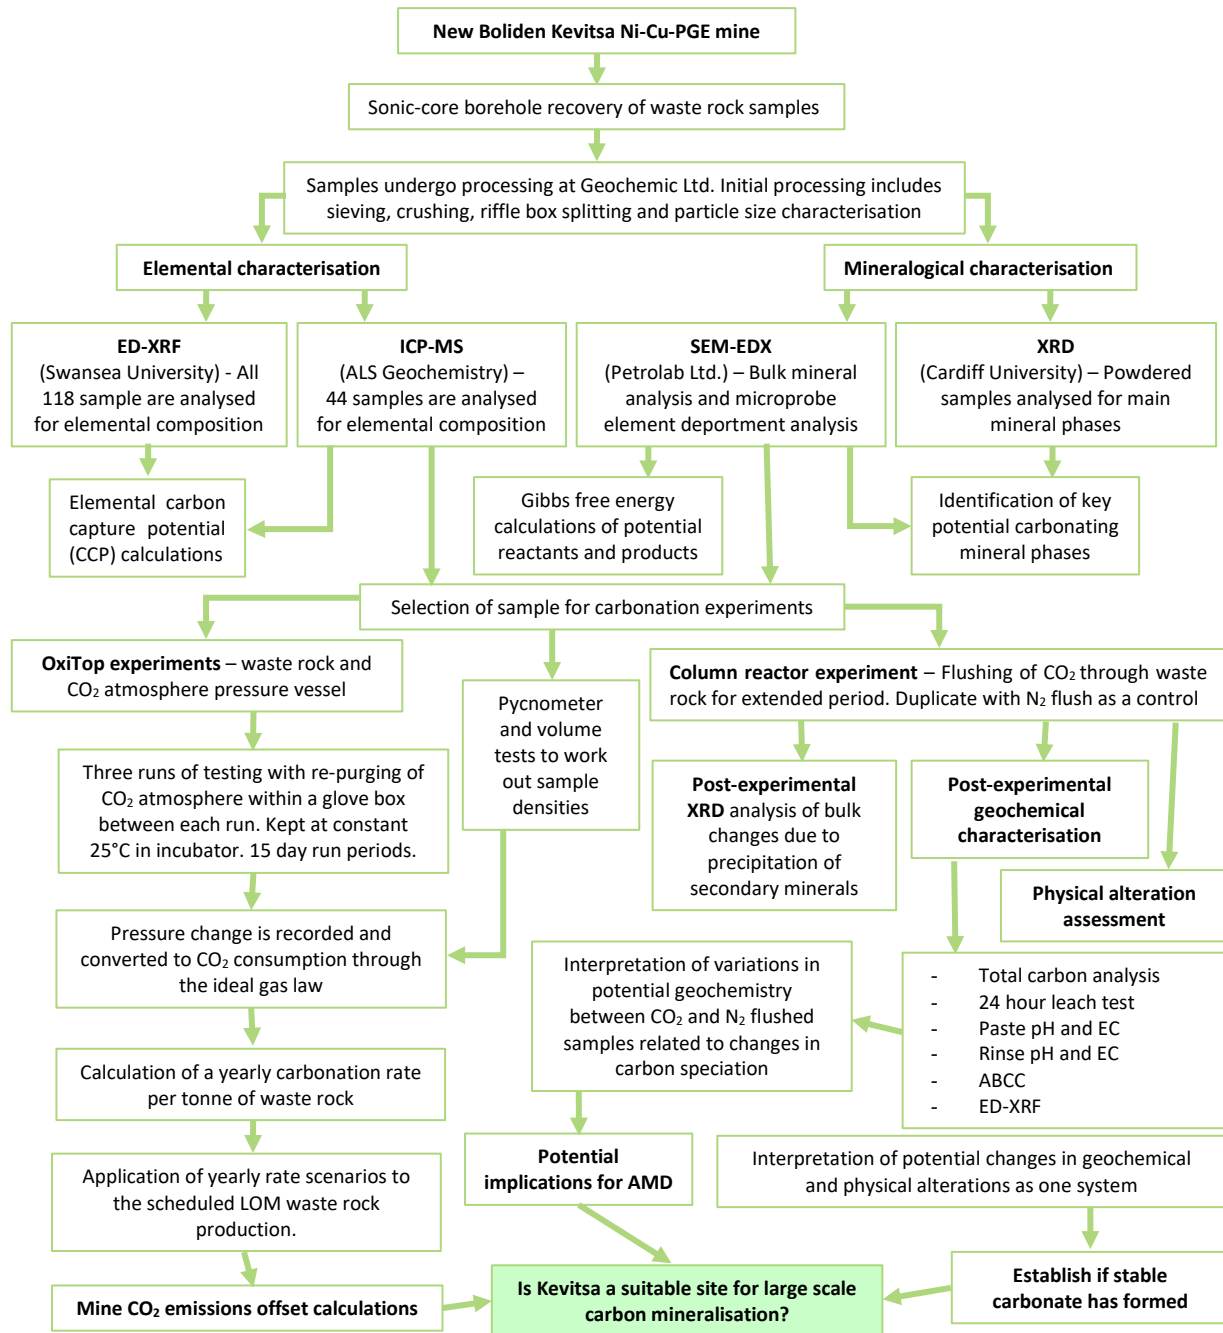 New Boliden Kevitsa Ni-Cu-PGE mine
Sonic-core borehole recovery of waste rock samples
Samples undergo processing at Geochemic Ltd. Initial processing includes
sieving, crushing, riffle box splitting and particle size characterisation
Elemental characterisation
Mineralogical characterisation
ED-XRF
(Swansea University) - All
118 sample are analysed
for elemental composition
ICP-MS
(ALS Geochemistry) –
44 samples are analysed
for elemental composition
SEM-EDX
(Petrolab Ltd.) – Bulk mineral
analysis and microprobe
element deportment analysis
XRD
(Cardiff University) – Powdered
samples analysed for main
mineral phases
Elemental carbon
capture potential
(CCP) calculations
Gibbs free energy
calculations of potential
reactants and products
Identification of key
potential carbonating
mineral phases
Selection of sample for carbonation experiments
OxiTop experiments – waste rock and
CO₂ atmosphere pressure vessel
Pycnometer
and volume
tests to work
out sample
densities
Column reactor experiment – Flushing of CO₂ through waste
rock for extended period. Duplicate with N₂ flush as a control
Three runs of testing with re-purging of
CO₂ atmosphere within a glove box
between each run. Kept at constant
25°C in incubator. 15 day run periods.
Post-experimental
XRD analysis of bulk
changes due to
precipitation of
secondary minerals
Post-experimental
geochemical
characterisation
Physical alteration
assessment
Pressure change is recorded and
converted to CO₂ consumption through
the ideal gas law
Interpretation of variations in
potential geochemistry
between CO₂ and N₂ flushed
samples related to changes in
carbon speciation
- Total carbon analysis
- 24 hour leach test
- Paste pH and EC
- Rinse pH and EC
- ABCC
- ED-XRF
Calculation of a yearly carbonation rate
per tonne of waste rock
Application of yearly rate scenarios to
the scheduled LOM waste rock
production.
Potential
implications for AMD
Interpretation of potential changes in geochemical
and physical alterations as one system
Mine CO₂ emissions offset calculations
Is Kevitsa a suitable site for large scale
carbon mineralisation?
Establish if stable
carbonate has formed